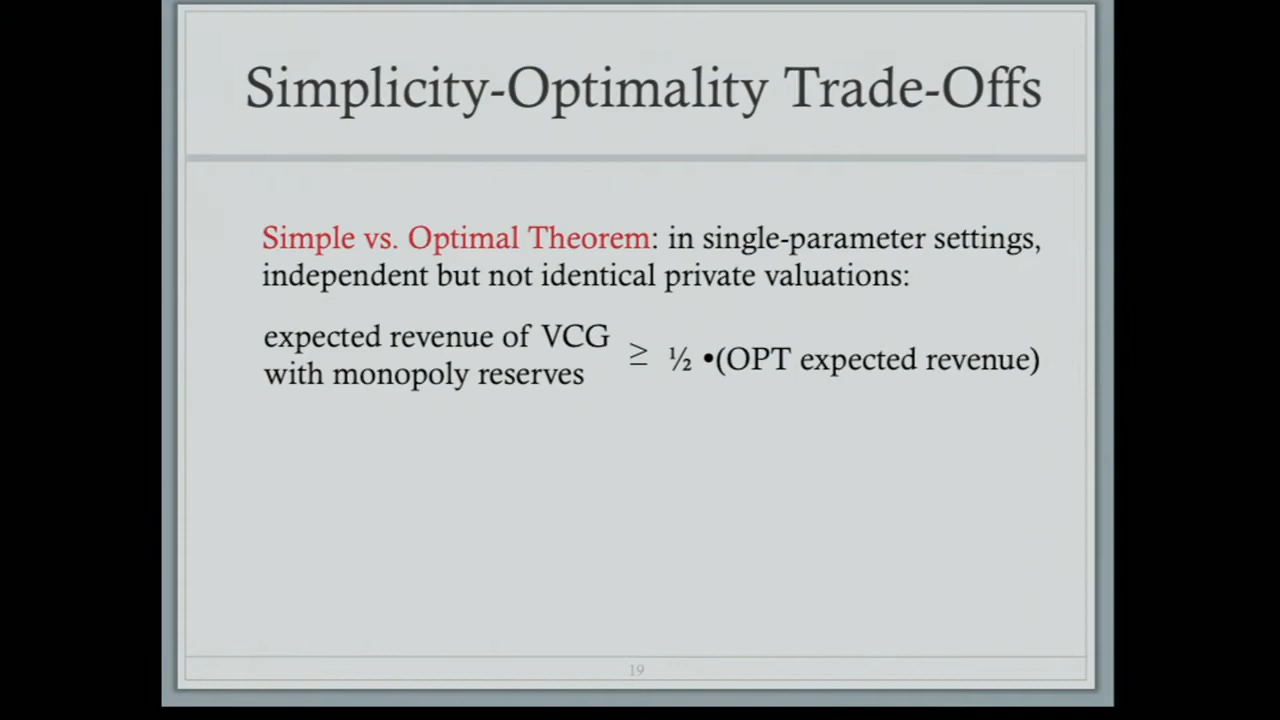 Simplicity-Optimality Trade-Offs
Simple vs. Optimal Theorem: in single-parameter settings,
independent but not identical private valuations:
expected revenue of VCG
with monopoly reserves
≥ ½ •(OPT expected revenue)
19